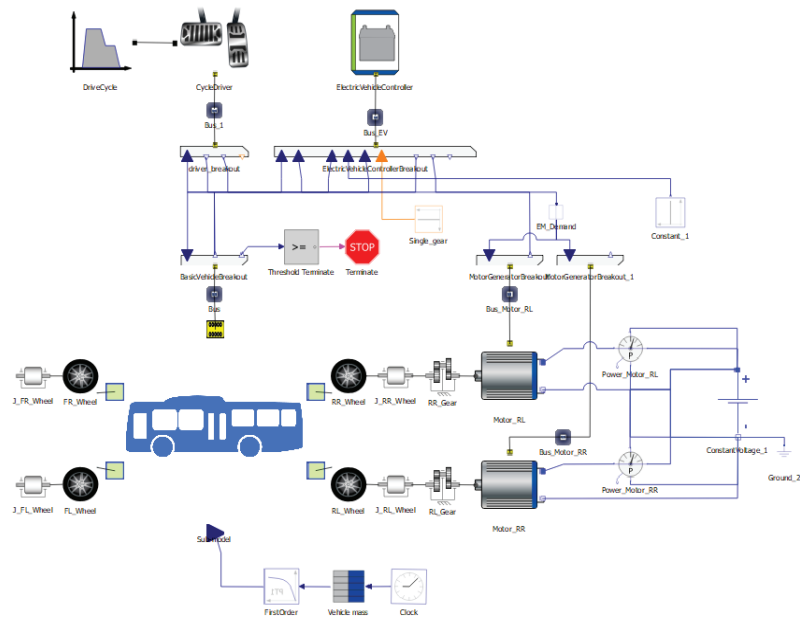 DriveCycle
CycleDriver
ElectricVehicleController
Bus_1
Bus_EV
driver_breakout
ElectricVehicleControllerBreakout
Single_gear
EM_Demand
Constant_1
>=
STOP
BasicVehicleBreakout
Threshold Terminate
Terminate
MotorGeneratorBreakout
MotorGeneratorBreakout_1
Bus
Bus_Motor_RL
P
Power_Motor_RL
J_FR_Wheel
FR_Wheel
RR_Wheel
J_RR_Wheel
RR_Gear
Motor_RL
+
-
Bus_Motor_RR
ConstantVoltage_1
P
Power_Motor_RR
Ground_2
J_FL_Wheel
FL_Wheel
RL_Wheel
J_RL_Wheel
RL_Gear
Motor_RR
Submodel
PT1
FirstOrder
Vehicle mass
Clock